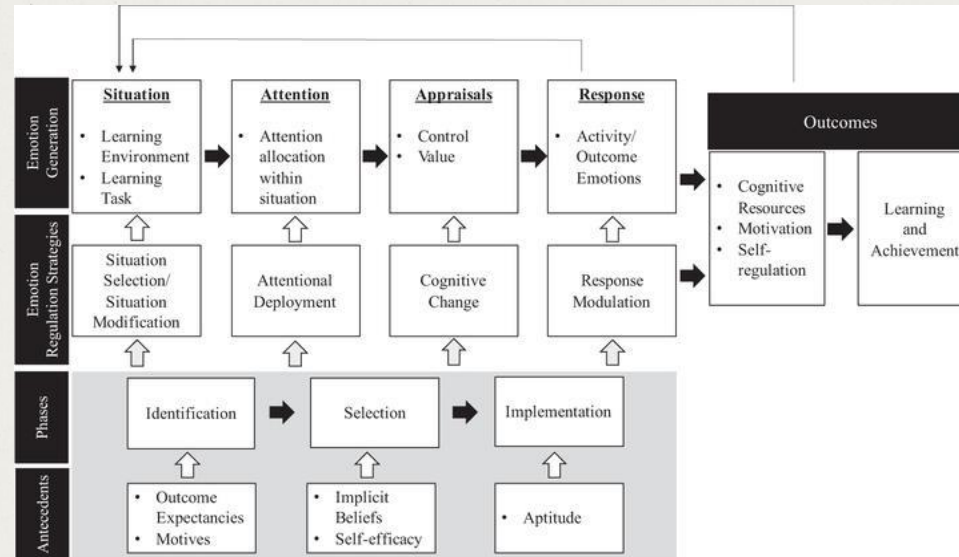 Emotion
Generation
Situation
• Learning
Environment
• Learning
Task
Attention
• Attention
allocation
within
situation
Appraisals
• Control
• Value
Response
• Activity/
Outcome
Emotions
Outcomes
• Cognitive
Resources
• Motivation
• Self-
regulation
Learning
and
Achievement
Emotion
Regulation Strategies
Situation
Selection/
Situation
Modification
Attentional
Deployment
Cognitive
Change
Response
Modulation
Phases
Identification
Selection
Implementation
Antecedents
• Outcome
Expectancies
• Motives
• Implicit
Beliefs
• Self-efficacy
• Aptitude